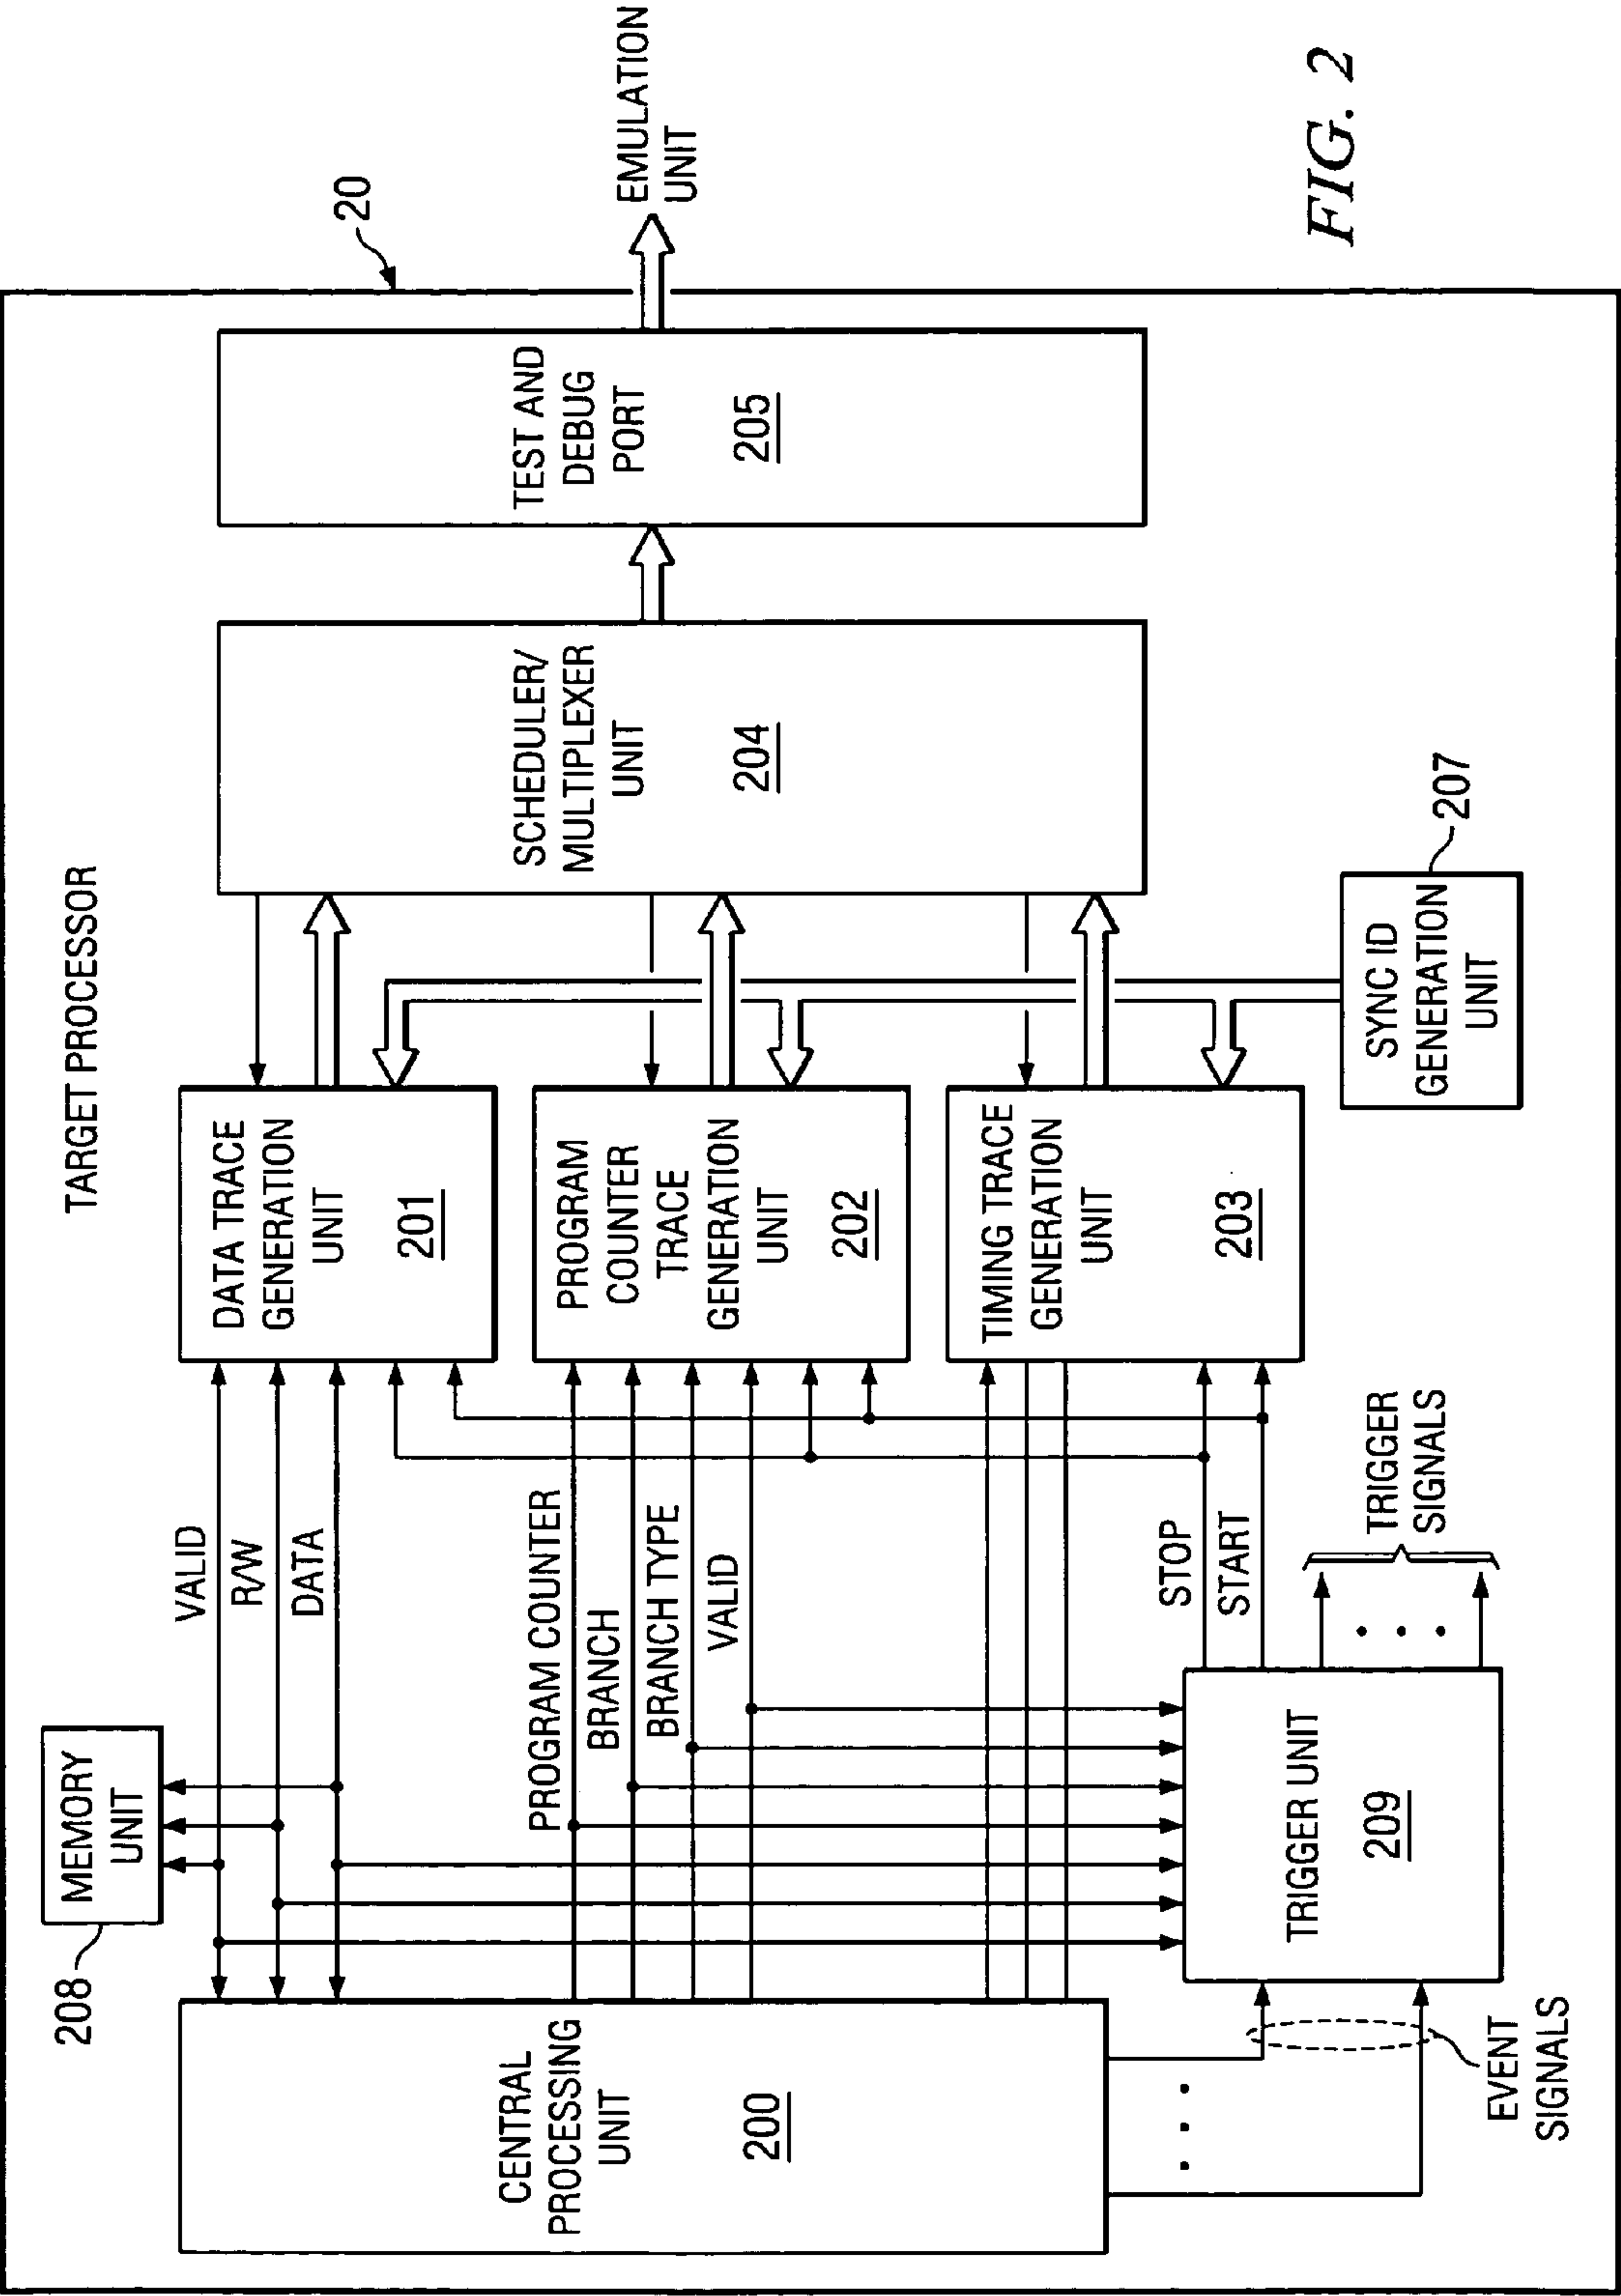 TARGET PROCESSOR
208
MEMORY
UNIT
VALID
R/W
DATA
PROGRAM COUNTER
BRANCH
BRANCH TYPE
VALID
STOP
START
CENTRAL
PROCESSING
UNIT
200
EVENT
SIGNALS
TRIGGER UNIT
209
TRIGGER
SIGNALS
DATA TRACE
GENERATION
UNIT
201
PROGRAM
COUNTER
TRACE
GENERATION
UNIT
202
TIMING TRACE
GENERATION
UNIT
203
SYNC ID
GENERATION
UNIT
207
SCHEDULER/
MULTIPLEXER
UNIT
204
TEST AND
DEBUG
PORT
205
20
EMULATION
UNIT
FIG. 2